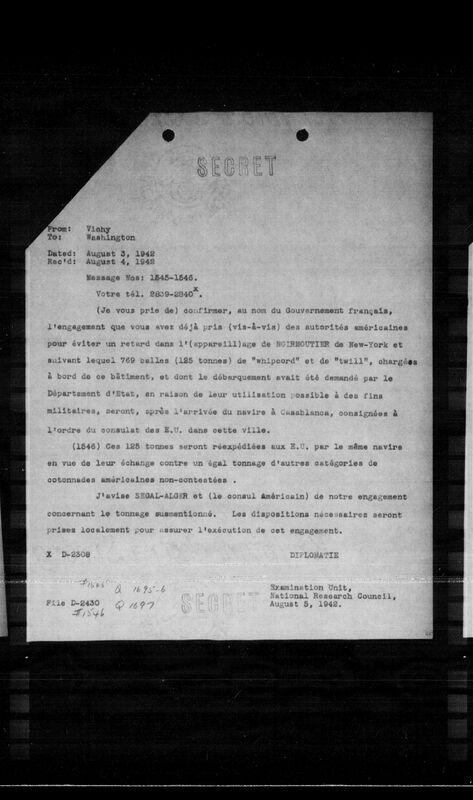 SECRET
From: Vichy
To: Washington
Dated: August 3, 1942
Rec'd: August 4, 1942
Message Nos: 1545-1546.
Votre tél. 2839-2840X.
(Je vous prie de) confirmer, au nom du Gouvernement français,
l'engagement que vous avez déjà pris (vis-à-vis) des autorités américaines
pour éviter un retard dans l'(appareill)age de NOIRMOUTIER de New-York et
suivant lequel 769 balles (125 tonnes) de "whipcord" et de "twill", chargées
à bord de ce bâtiment, et dont le débarquement avait été demandé par le
Département d'Etat, en raison de leur utilisation possible à des fins
militaires, seront, après l'arrivée du navire à Casablanca, consignées à
l'ordre du consulat des E.U. dans cette ville.
(1546) Ces 125 tonnes seront réexpédiées aux E.U. par le même navire
en vue de leur échange contre un égal tonnage d'autres catégories de
cotonnades américaines non-contestées .
J'avise SEGAL-ALGER et (le consul Américain) de notre engagement
concernant le tonnage susmentionné. Les dispositions nécessaires seront
prises localement pour assurer l'exécution de cet engagement.
X D-2308 DIPLOMATIE
Q 1695-6
File D-2430 Q 1697
#1546
SECRET
Examination Unit,
National Research Council,
August 5, 1942.